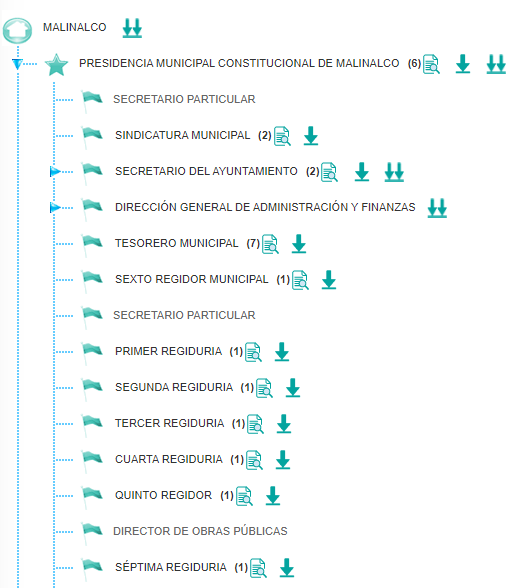 MALINALCO
PRESIDENCIA MUNICIPAL CONSTITUCIONAL DE MALINALCO (6)
SECRETARIO PARTICULAR
SINDICATURA MUNICIPAL (2)
SECRETARIO DEL AYUNTAMIENTO (2)
DIRECCIÓN GENERAL DE ADMINISTRACIÓN Y FINANZAS
TESORERO MUNICIPAL (7)
SEXTO REGIDOR MUNICIPAL (1)
SECRETARIO PARTICULAR
PRIMER REGIDURIA (1)
SEGUNDA REGIDURIA (1)
TERCER REGIDURIA (1)
CUARTA REGIDURIA (1)
QUINTO REGIDOR (1)
DIRECTOR DE OBRAS PÚBLICAS
SÉPTIMA REGIDURIA (1)